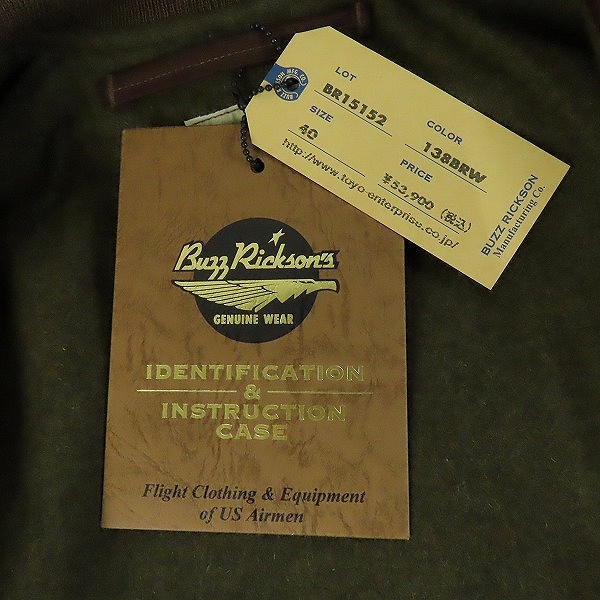 LOT
BR15152
COLOR
138BRW
SIZE
40
PRICE
¥53,900 (税込)
http://www.toyo-enterprise.co.jp/
BUZZ RICKSON
Manufacturing Co.
Buzz Rickson's
GENUINE WEAR
IDENTIFICATION
&
INSTRUCTION
CASE
Flight Clothing & Equipment
of US Airmen